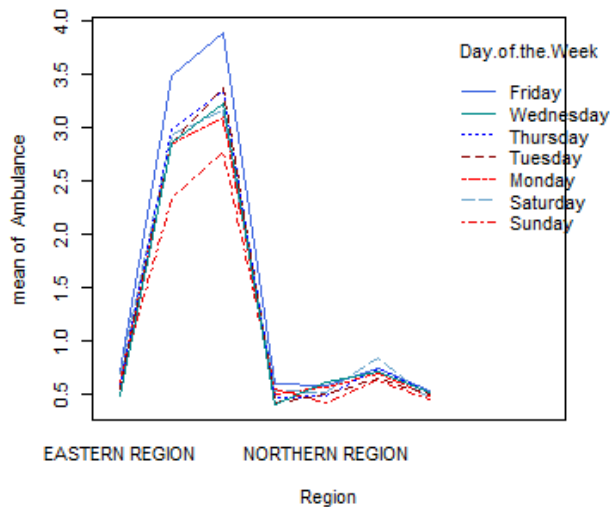 4.0
3.5
3.0
2.5
2.0
1.5
1.0
0.5
mean of Ambulance
Day.of.the.Week
Friday
Wednesday
Thursday
Tuesday
Monday
Saturday
Sunday
EASTERN REGION NORTHERN REGION
Region